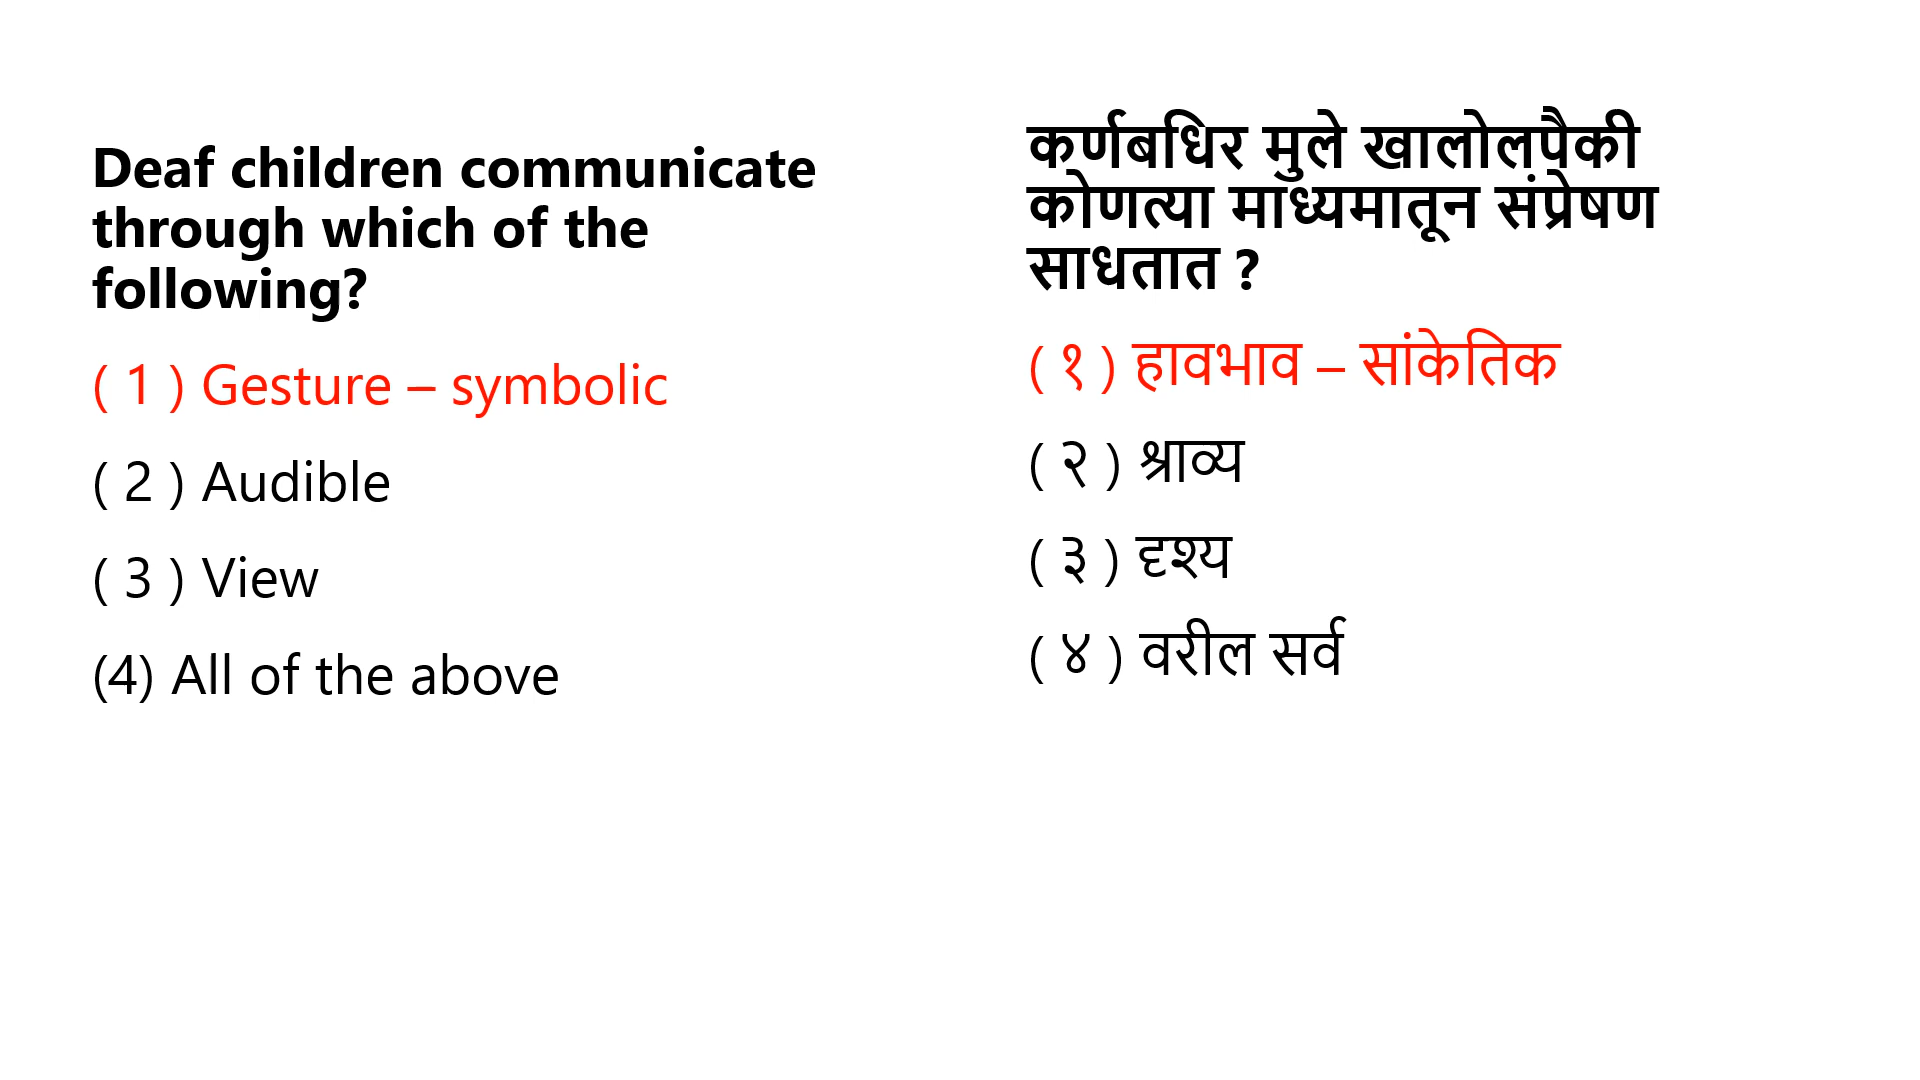 Deaf children communicate
through which of the
following?
( 1 ) Gesture – symbolic
( 2 ) Audible
( 3 ) View
(4) All of the above
कर्णबधिर मुले खालोलपैकी
कोणत्या माध्यमातून संप्रेषण
साधतात ?
( १ ) हावभाव – सांकेतिक
( २ ) श्राव्य
( ३ ) दृश्य
( ४ ) वरील सर्व